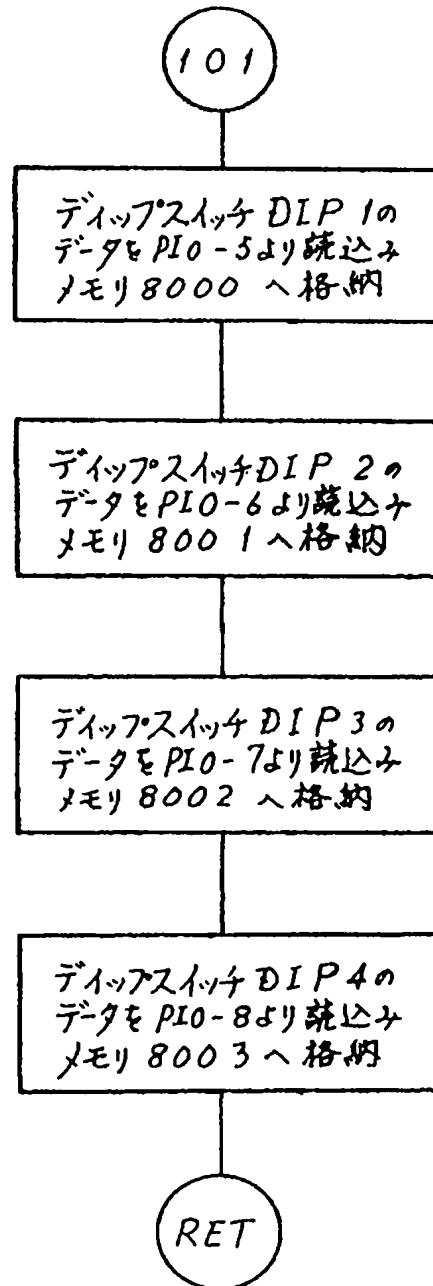 101
ディップスイッチDIP1の
データをPIO-5より読込み
メモリ8000へ格納
ディップスイッチDIP2の
データをPIO-6より読込み
メモリ8001へ格納
ディップスイッチDIP3の
データをPIO-7より読込み
メモリ8002へ格納
ディップスイッチDIP4の
データをPIO-8より読込み
メモリ8003へ格納
RET